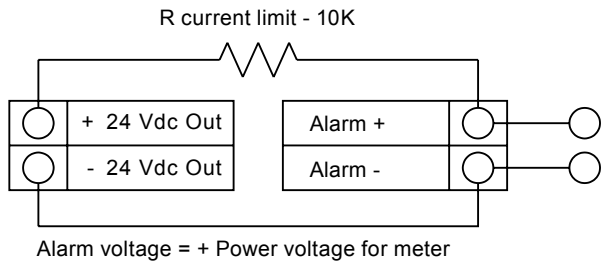 R current limit - 10K
+ 24 Vdc Out
Alarm +
- 24 Vdc Out
Alarm -
Alarm voltage = + Power voltage for meter